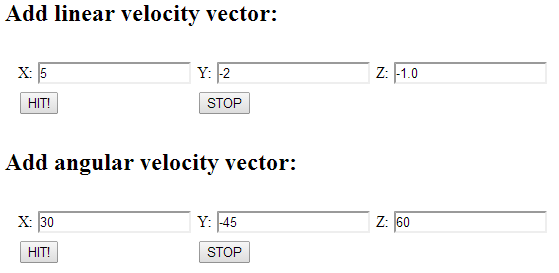 Add linear velocity vector:
X: 5 Y: -2 Z: -1.0
HIT! STOP
Add angular velocity vector:
X: 30 Y: -45 Z: 60
HIT! STOP